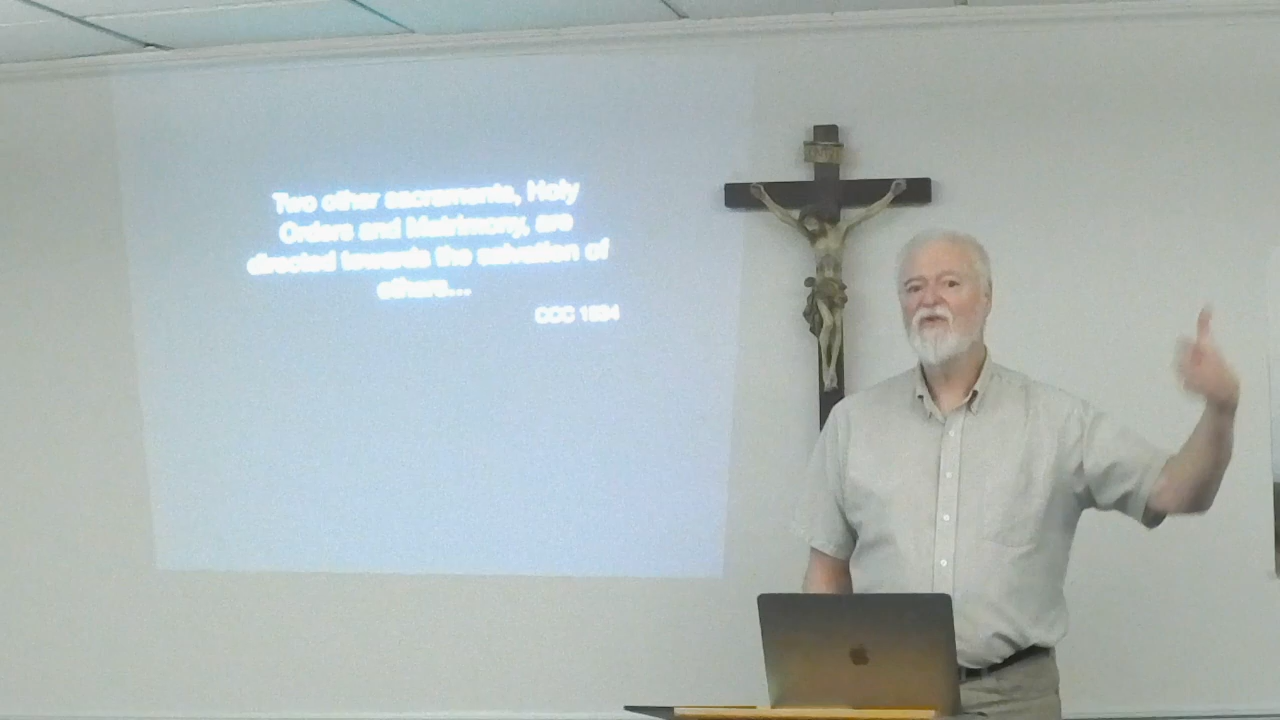 Two other sacraments, Holy
Orders and Matrimony, are
directed towards the salvation of
others...
CCC 1534